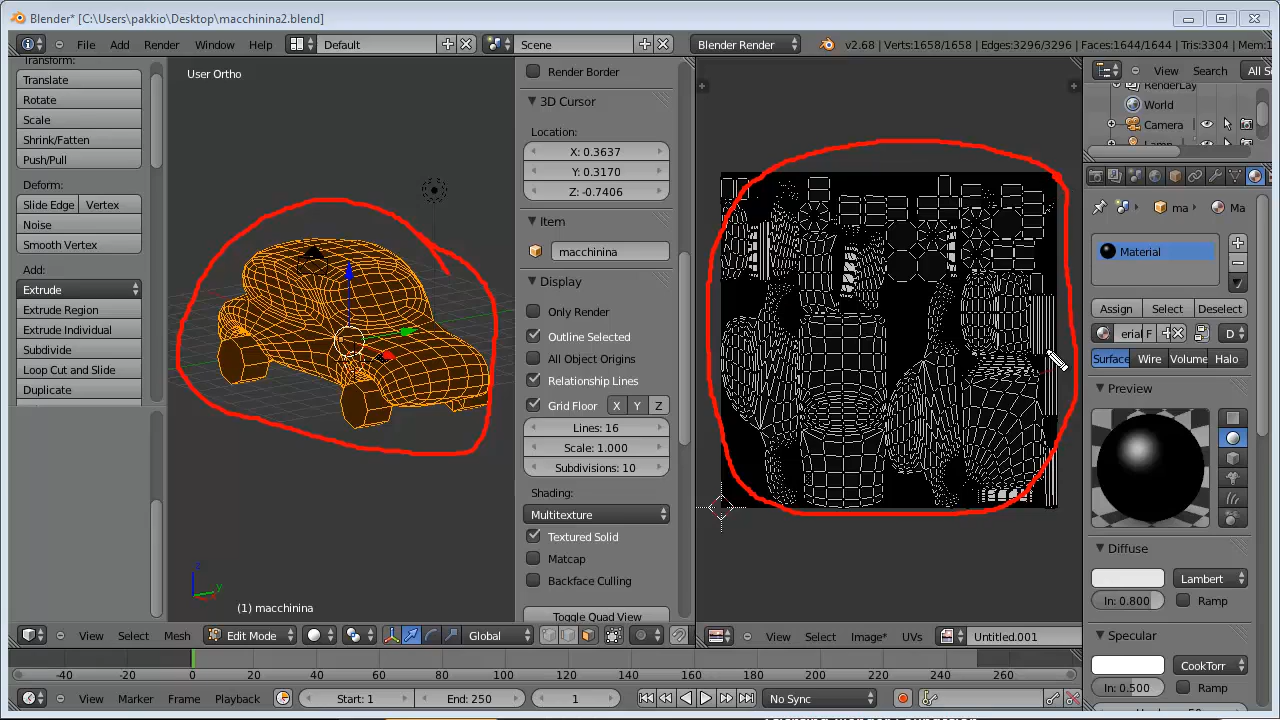 Blender* [C:\Users\pakkio\Desktop\macchinina2.blend]
File Add Render Window Help Default Scene Blender Render v2.68 | Verts:1658/1658 | Edges:3296/3296 | Faces:1644/1644 | Tris:3304 | Mem:1
Transform:
Translate
Rotate
Scale
Shrink/Fatten
Push/Pull
Deform:
Slide Edge Vertex
Noise
Smooth Vertex
Add:
Extrude
Extrude Region
Extrude Individual
Subdivide
Loop Cut and Slide
Duplicate
User Ortho
z
y
(1) macchinina
Render Border
3D Cursor
Location:
X: 0.3637
Y: 0.3170
Z: -0.7406
Item
macchinina
Display
Only Render
Outline Selected
All Object Origins
Relationship Lines
Grid Floor X Y Z
Lines: 16
Scale: 1.000
Subdivisions: 10
Shading:
Multitexture
Textured Solid
Matcap
Backface Culling
Toggle Quad View
View Search All S
RenderLay
World
Camera
Lamp
ma Ma
Material
Assign Select Deselect
erial F D
Surface Wire Volume Halo
Preview
Diffuse
Lambert
In: 0.800 Ramp
Specular
CookTorr
In: 0.500 Ramp
View Select Mesh Edit Mode Global
View Select Image* UVs Untitled.001
-40 -20 0 20 40 60 80 100 120 140 160 180 200 220 240 260
View Marker Frame Playback Start: 1 End: 250 1 No Sync